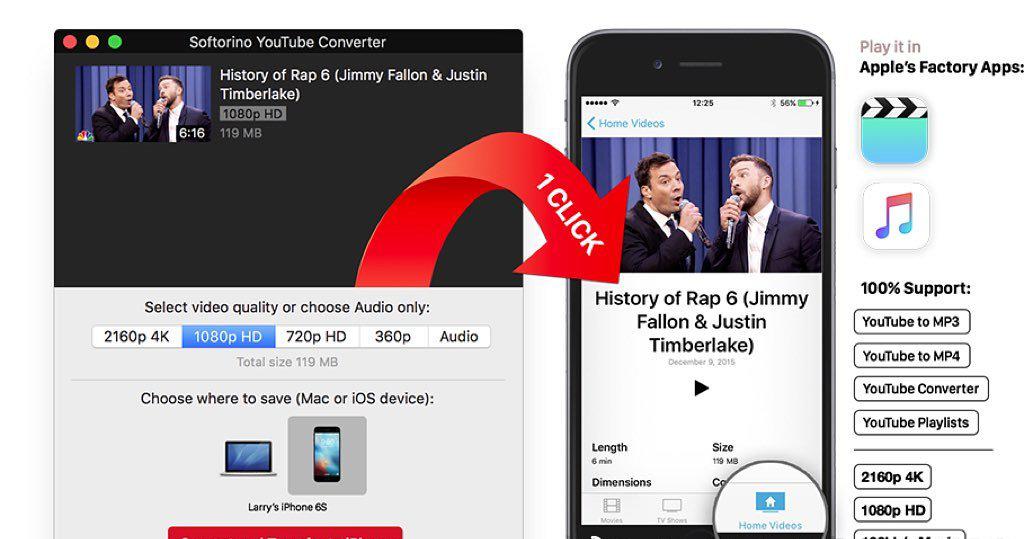 Softorino YouTube Converter
History of Rap 6 (Jimmy Fallon & Justin
Timberlake)
1080p HD
119 MB
6:16
Select video quality or choose Audio only:
2160p 4K 1080p HD 720p HD 360p Audio
Total size 119 MB
Choose where to save (Mac or iOS device):
Larry's iPhone 6S
1 CLICK
12:25
56%
Home Videos
History of Rap 6 (Jimmy
Fallon & Justin
Timberlake)
December 9, 2015
Length Size
6 min 119 MB
Dimensions
Movies TV Shows Home Videos
Play it in
Apple's Factory Apps:
100% Support:
YouTube to MP3
YouTube to MP4
YouTube Converter
YouTube Playlists
2160p 4K
1080p HD